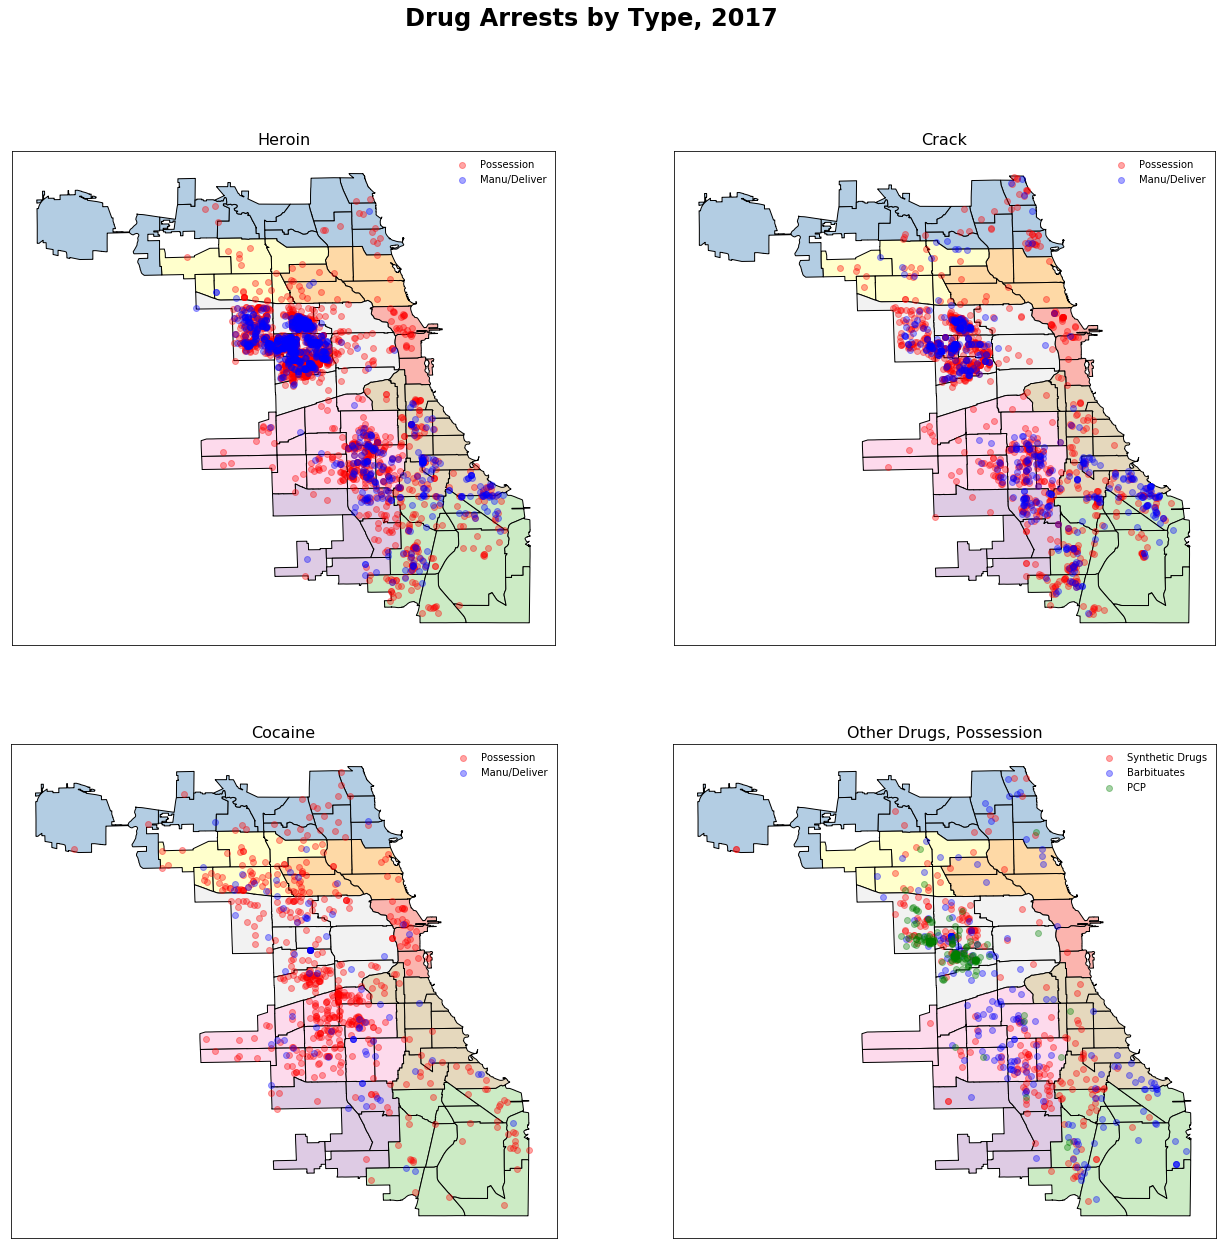 Drug Arrests by Type, 2017
Heroin
Possession
Manu/Deliver
Crack
Possession
Manu/Deliver
Cocaine
Possession
Manu/Deliver
Other Drugs, Possession
Synthetic Drugs
Barbituates
PCP